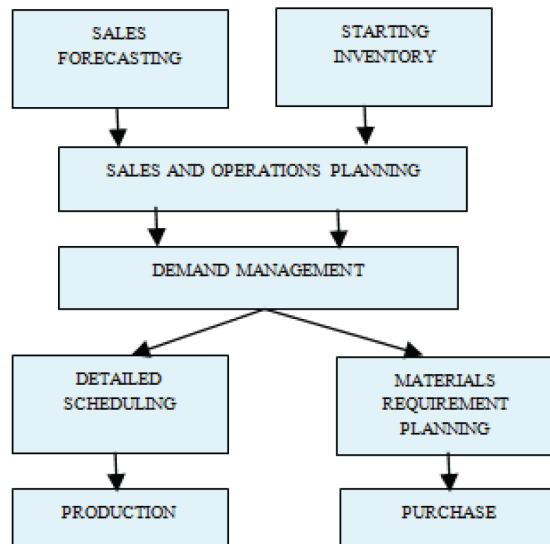 SALES
FORECASTING
STARTING
INVENTORY
SALES AND OPERATIONS PLANNING
DEMAND MANAGEMENT
DETAILED
SCHEDULING
MATERIALS
REQUIREMENT
PLANNING
PRODUCTION
PURCHASE